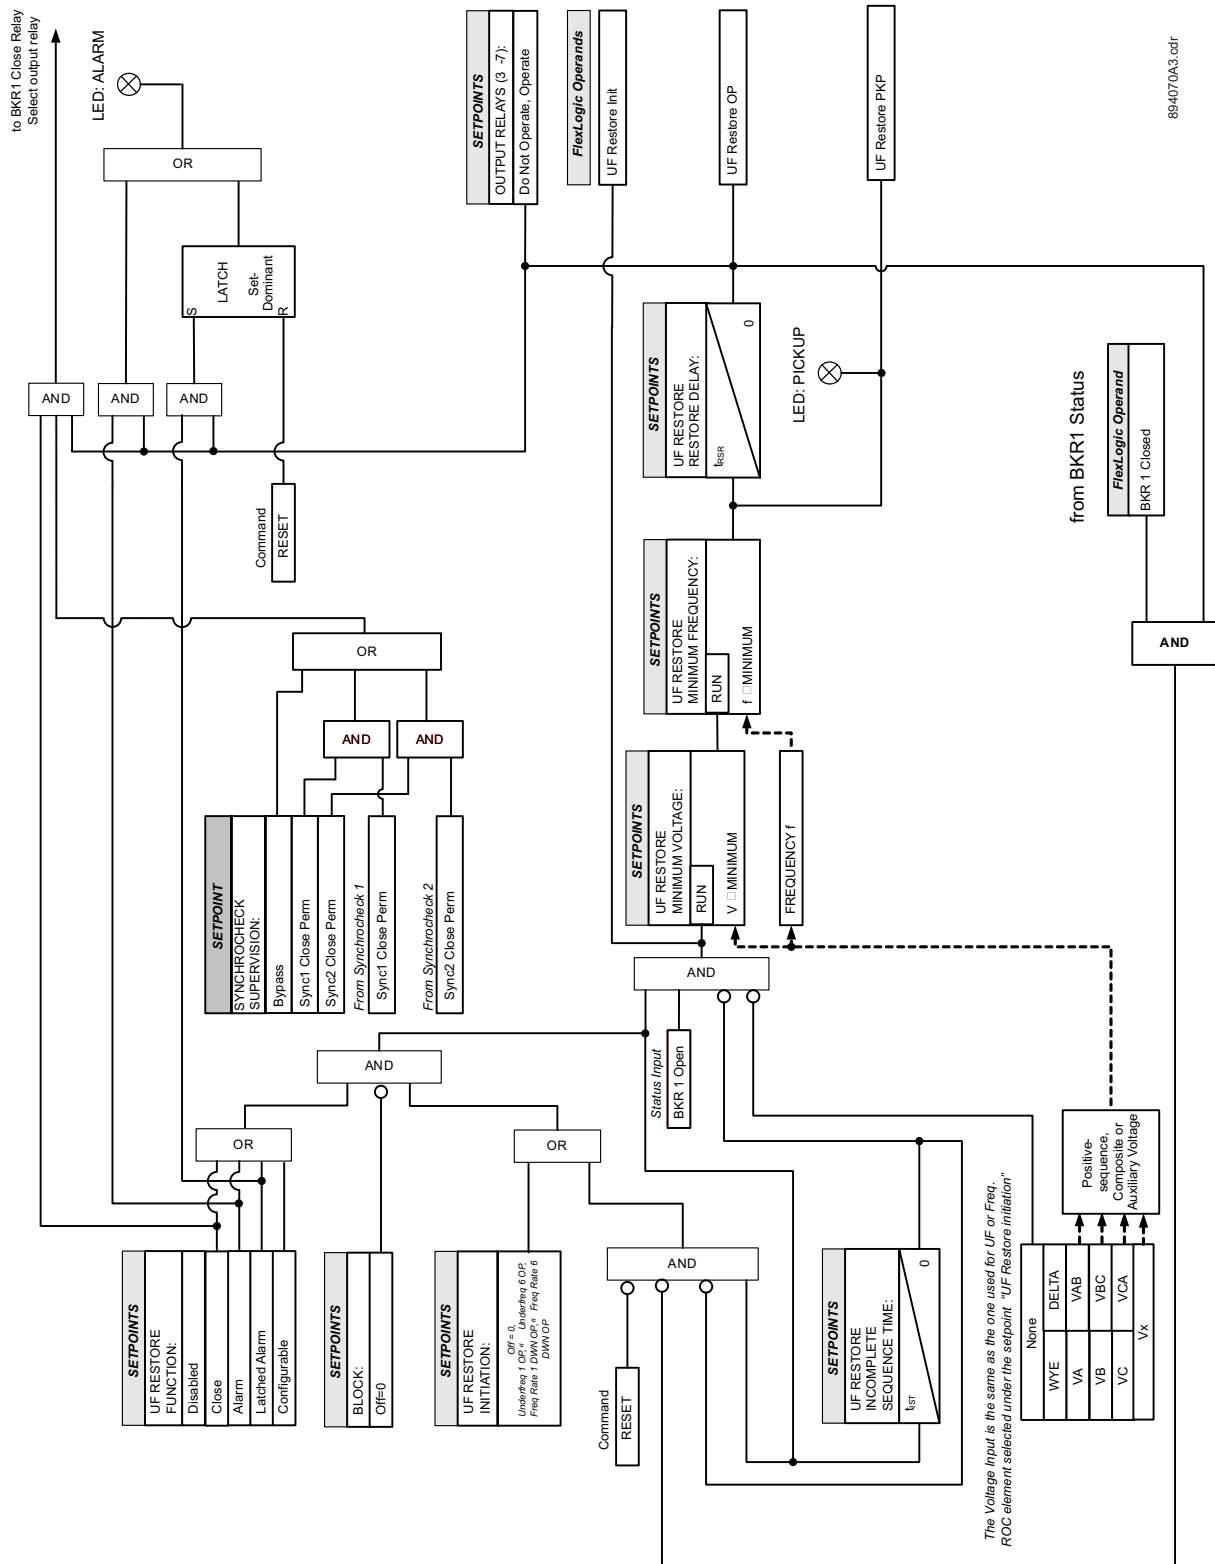 SETPOINTS
UF RESTORE
FUNCTION:
Disabled
Close
Alarm
Latched Alarm
Configurable
OR
SETPOINTS
BLOCK:
Off=0
AND
SETPOINTS
UF RESTORE
INITIATION:
Off = 0,
Underfreq 1 OP,« Underfreq 6 OP,
Freq Rate 1 DWN OP,« Freq Rate 6
DWN OP
OR
Command
RESET
AND
SETPOINTS
UF RESTORE
INCOMPLETE
SEQUENCE TIME:
tIST
0
The Voltage Input is the same as the one used for UF or Freq.
ROC element selected under the setpoint "UF Restore initiation"
None
WYE DELTA
VA VAB
VB VBC
VC VCA
Vx
Positive-
sequence,
Composite or
Auxiliary Voltage
Status Input
BKR 1 Open
AND
SETPOINT
SYNCHROCHECK
SUPERVISION:
Bypass
Sync1 Close Perm
Sync2 Close Perm
From Synchrocheck 1
Sync1 Close Perm
From Synchrocheck 2
Sync2 Close Perm
AND
AND
OR
SETPOINTS
UF RESTORE
MINIMUM VOLTAGE:
RUN
V □MINIMUM
FREQUENCY f
SETPOINTS
UF RESTORE
MINIMUM FREQUENCY:
RUN
f □MINIMUM
LED: PICKUP
SETPOINTS
UF RESTORE
RESTORE DELAY:
tRSR
0
Command
RESET
AND
AND
AND
S
LATCH
Set-
Dominant
R
OR
LED: ALARM
to BKR1 Close Relay
Select output relay
SETPOINTS
OUTPUT RELAYS (3 -7):
Do Not Operate, Operate
FlexLogic Operands
UF Restore Init
UF Restore OP
UF Restore PKP
from BKR1 Status
FlexLogic Operand
BKR 1 Closed
AND
894070A3.cdr